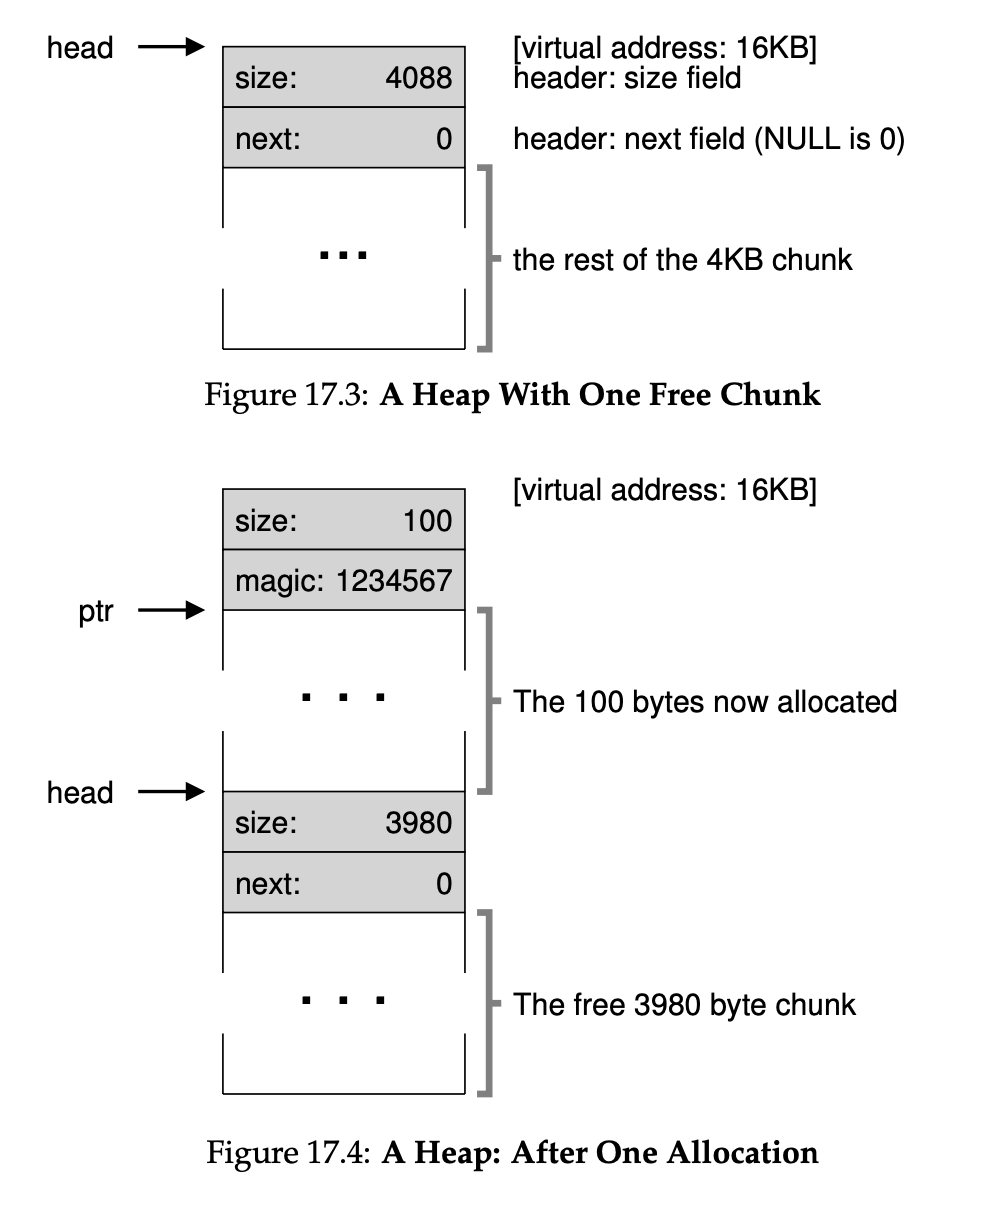 head [virtual address: 16KB]
size: 4088 header: size field
next: 0 header: next field (NULL is 0)
...
the rest of the 4KB chunk
Figure 17.3: A Heap With One Free Chunk
[virtual address: 16KB]
size: 100
magic: 1234567
ptr
. . .
The 100 bytes now allocated
head
size: 3980
next: 0
. . .
The free 3980 byte chunk
Figure 17.4: A Heap: After One Allocation